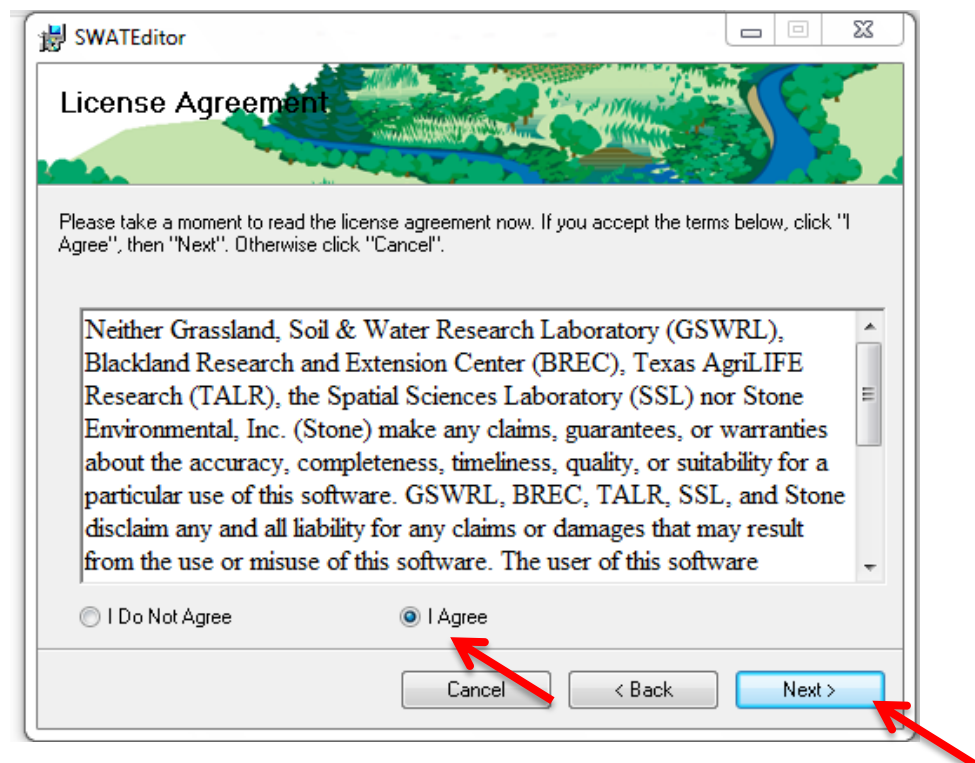 SWATEditor
License Agreement
Please take a moment to read the license agreement now. If you accept the terms below, click "I
Agree", then "Next". Otherwise click "Cancel".
Neither Grassland, Soil & Water Research Laboratory (GSWRL),
Blackland Research and Extension Center (BREC), Texas AgriLIFE
Research (TALR), the Spatial Sciences Laboratory (SSL) nor Stone
Environmental, Inc. (Stone) make any claims, guarantees, or warranties
about the accuracy, completeness, timeliness, quality, or suitability for a
particular use of this software. GSWRL, BREC, TALR, SSL, and Stone
disclaim any and all liability for any claims or damages that may result
from the use or misuse of this software. The user of this software
I Do Not Agree
I Agree
Cancel
< Back
Next >